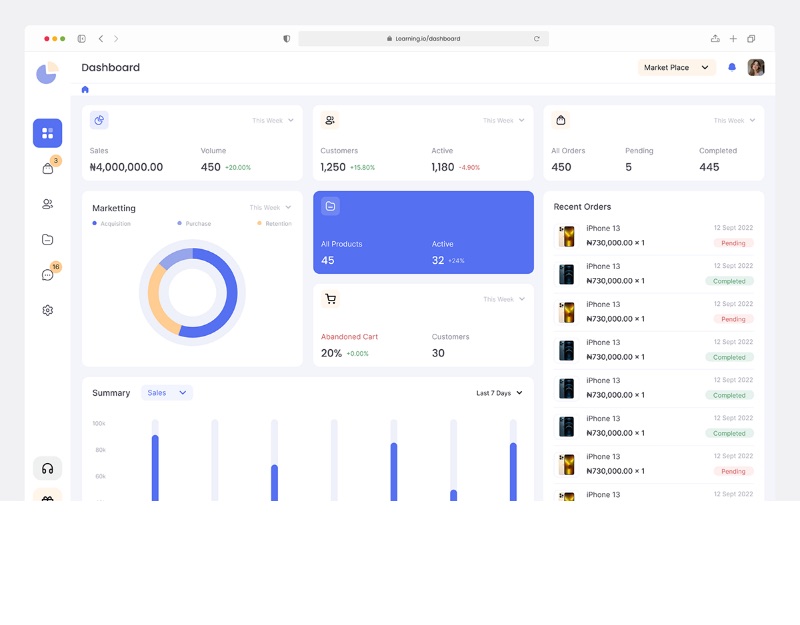 Learning.io/dashboard
Dashboard
Market Place
3
16
This Week
Sales
₦4,000,000.00
Volume
450 +20.00%
This Week
Customers
1,250 +15.80%
Active
1,180 -4.90%
This Week
All Orders
450
Pending
5
Completed
445
Marketting
This Week
Acquisition
Purchase
Retention
All Products
45
Active
32 +24%
This Week
Abandoned Cart
20% +0.00%
Customers
30
Summary
Sales
Last 7 Days
100k
80k
60k
Recent Orders
iPhone 13 12 Sept 2022
₦730,000.00 × 1 Pending
iPhone 13 12 Sept 2022
₦730,000.00 × 1 Completed
iPhone 13 12 Sept 2022
₦730,000.00 × 1 Pending
iPhone 13 12 Sept 2022
₦730,000.00 × 1 Completed
iPhone 13 12 Sept 2022
₦730,000.00 × 1 Completed
iPhone 13 12 Sept 2022
₦730,000.00 × 1 Completed
iPhone 13 12 Sept 2022
₦730,000.00 × 1 Pending
iPhone 13 12 Sept 2022